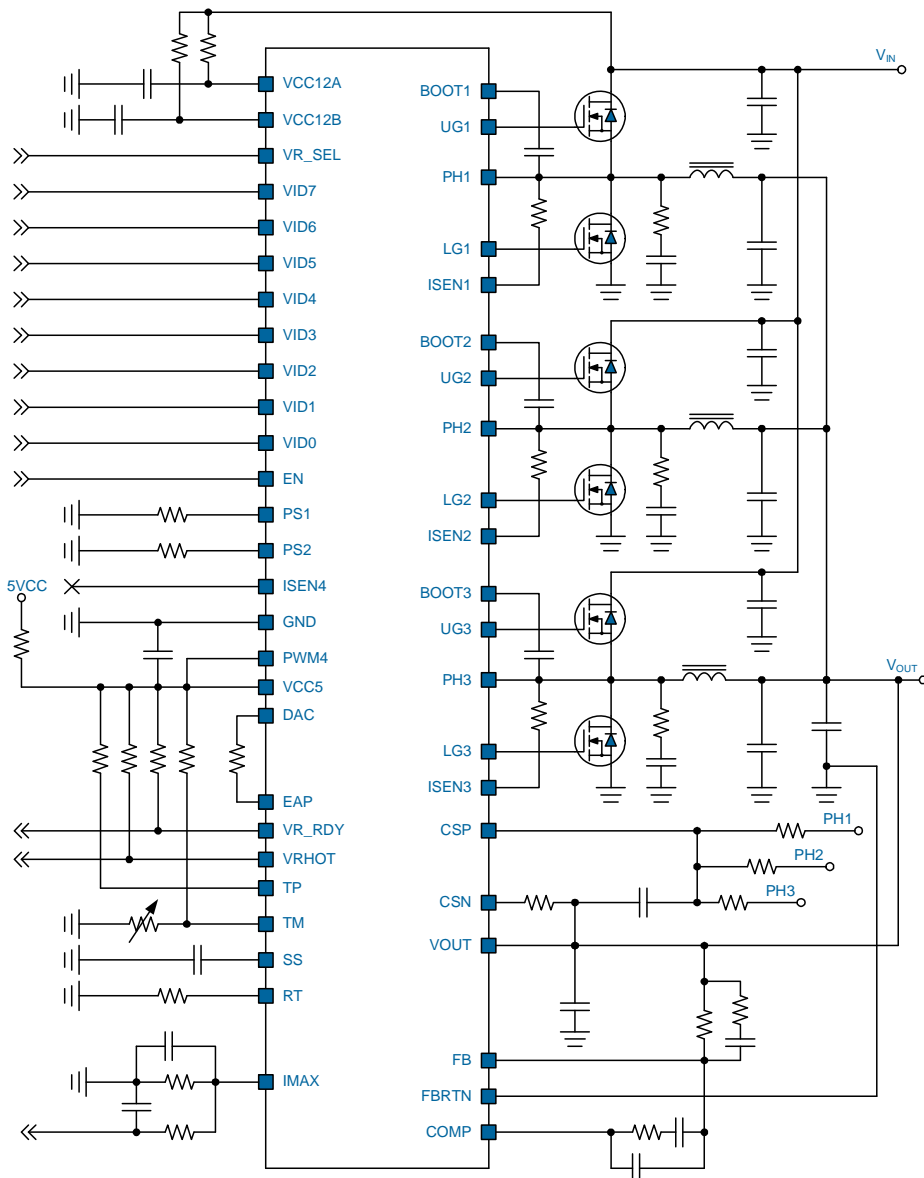 VCC12A
VCC12B
VR_SEL
VID7
VID6
VID5
VID4
VID3
VID2
VID1
VID0
EN
PS1
PS2
ISEN4
5VCC
GND
PWM4
VCC5
DAC
EAP
VR_RDY
VRHOT
TP
TM
SS
RT
IMAX
BOOT1
UG1
PH1
LG1
ISEN1
BOOT2
UG2
PH2
LG2
ISEN2
BOOT3
UG3
PH3
LG3
ISEN3
CSP
CSN
VOUT
FB
FBRTN
COMP
VIN
VOUT
PH1
PH2
PH3